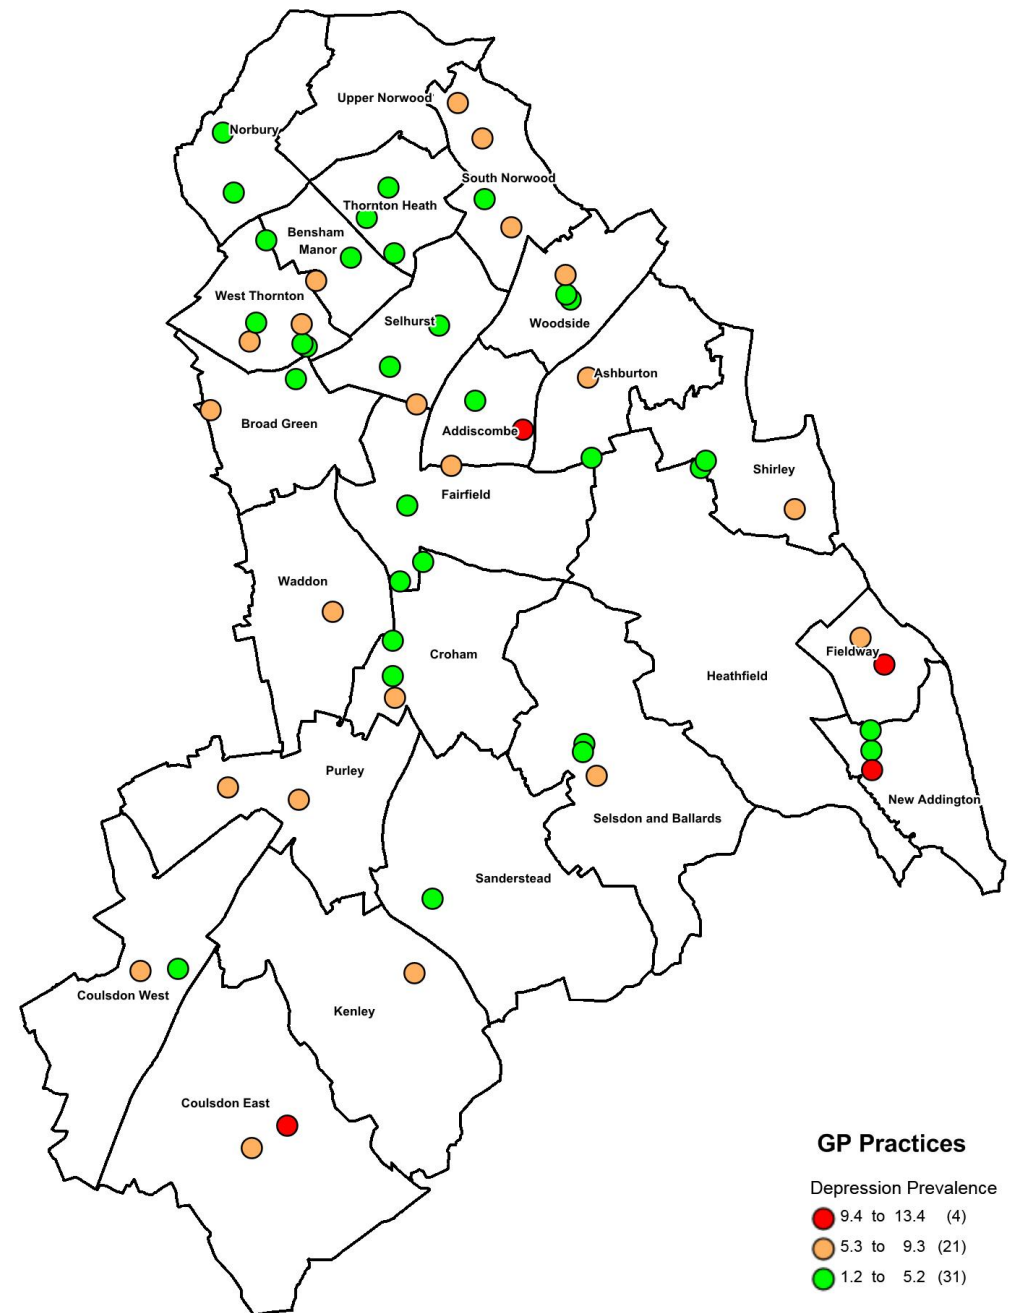 Upper Norwood
Norbury
South Norwood
Thornton Heath
Bensham
Manor
West Thornton
Selhurst
Woodside
Ashburton
Broad Green
Addiscombe
Shirley
Fairfield
Waddon
Croham
Fieldway
Heathfield
Purley
New Addington
Selsdon and Ballards
Sanderstead
Coulsdon West
Kenley
Coulsdon East
GP Practices
Depression Prevalence
9.4 to 13.4 (4)
5.3 to 9.3 (21)
1.2 to 5.2 (31)